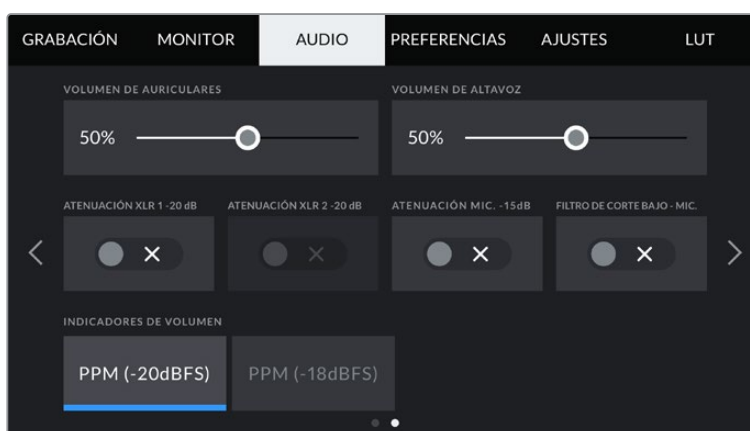 GRABACIÓN MONITOR AUDIO PREFERENCIAS AJUSTES LUT
VOLUMEN DE AURICULARES VOLUMEN DE ALTAVOZ
50% 50%
ATENUACIÓN XLR 1 -20 dB ATENUACIÓN XLR 2 -20 dB ATENUACIÓN MIC. -15dB FILTRO DE CORTE BAJO - MIC.
INDICADORES DE VOLUMEN
PPM (-20dBFS) PPM (-18dBFS)